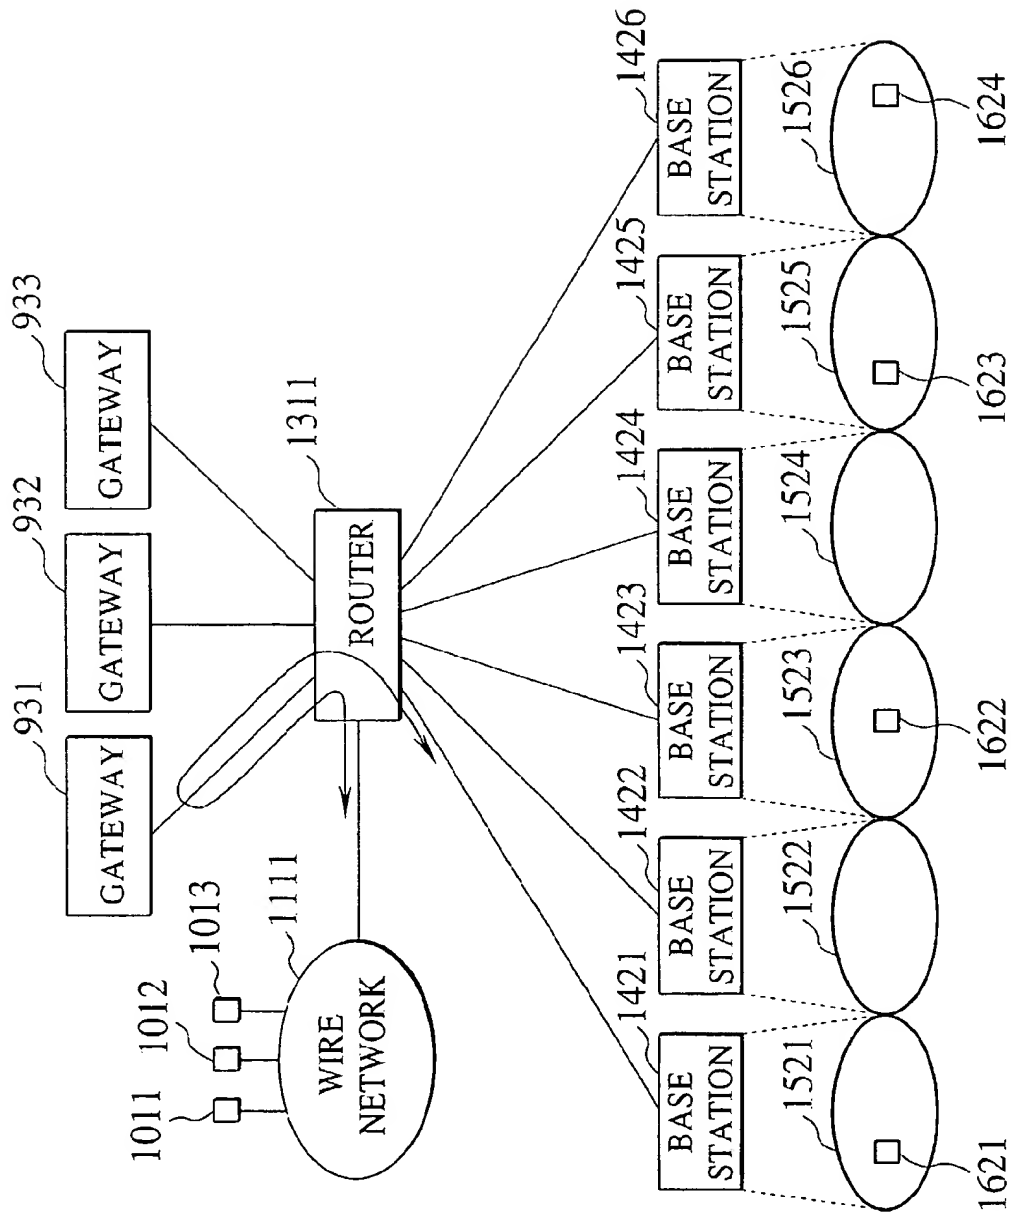 931
932
933
GATEWAY
GATEWAY
GATEWAY
1011
1012
1013
1111
1311
WIRE
NETWORK
ROUTER
1421
1422
1423
1424
1425
1426
BASE
STATION
BASE
STATION
BASE
STATION
BASE
STATION
BASE
STATION
BASE
STATION
1521
1522
1523
1524
1525
1526
1621
1622
1623
1624